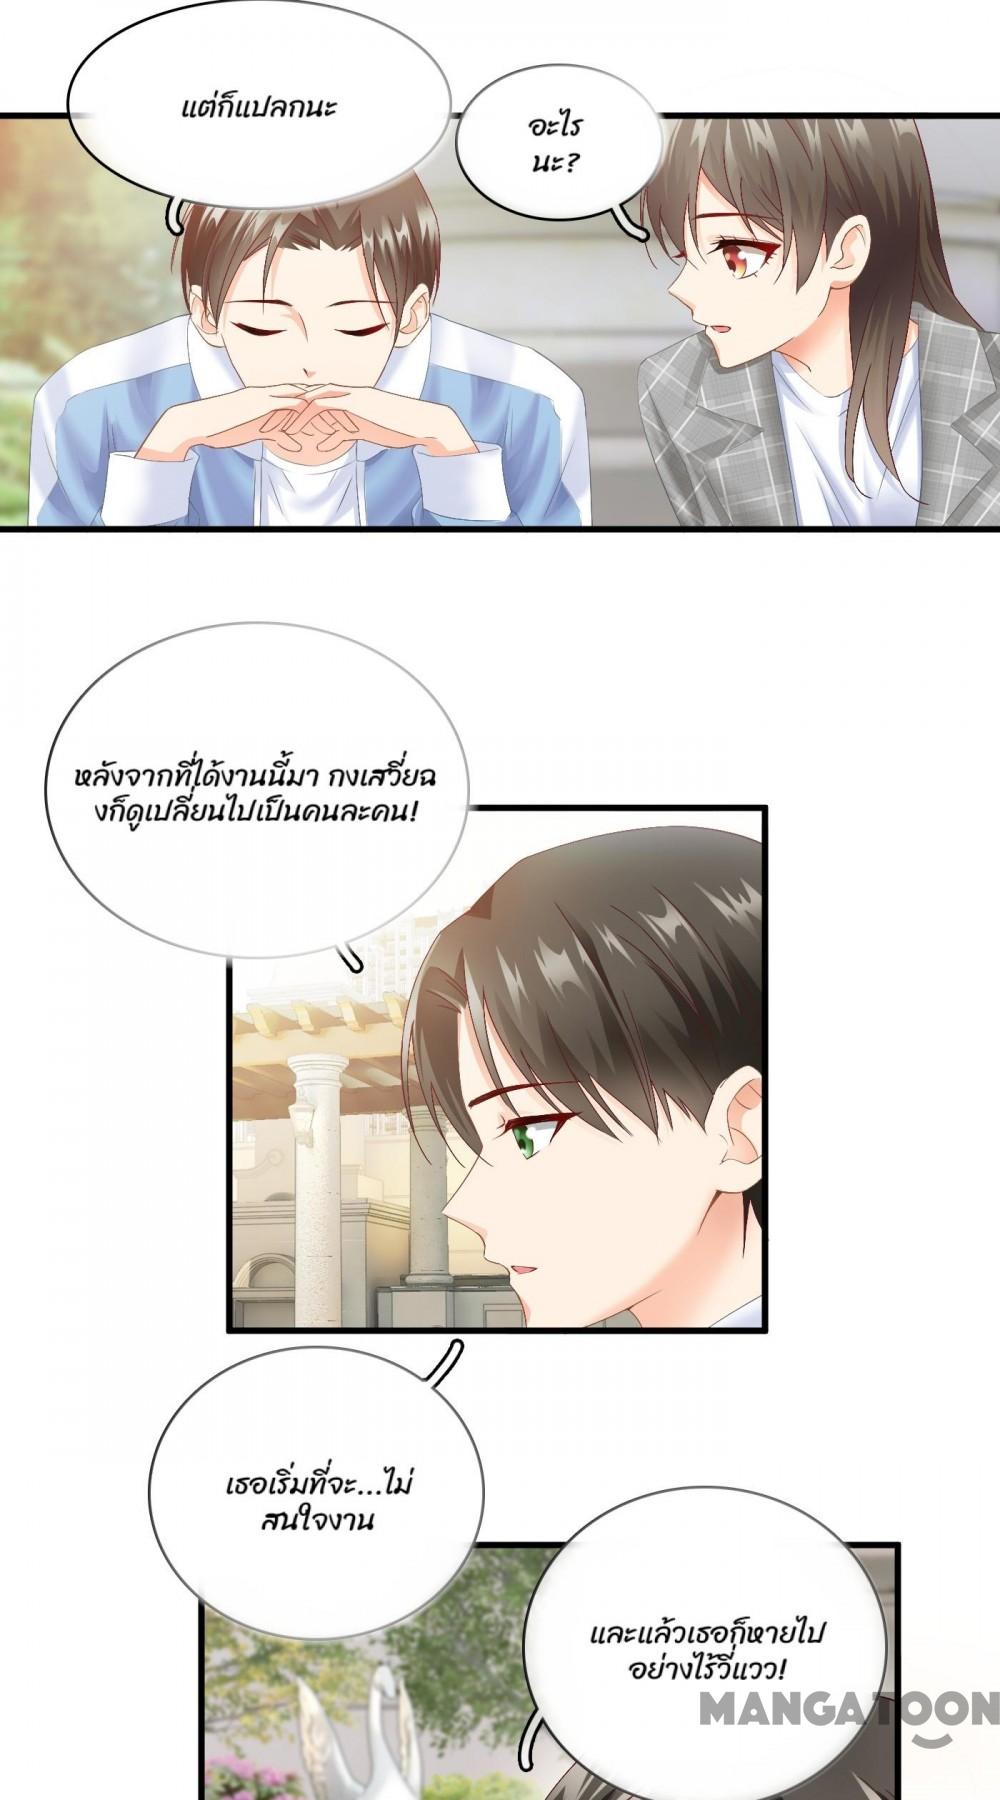 แต่ก็แปลกนะ
อะไร
นะ?
หลังจากที่ได้งานนี้มา กงเสวี่ยฉ
งก็ดูเปลี่ยนไปเป็นคนละคน!
เธอเริ่มที่จะ...ไม่
สนใจงาน
และแล้วเธอก็หายไป
อย่างไร้วี่แวว!
MANGATOON